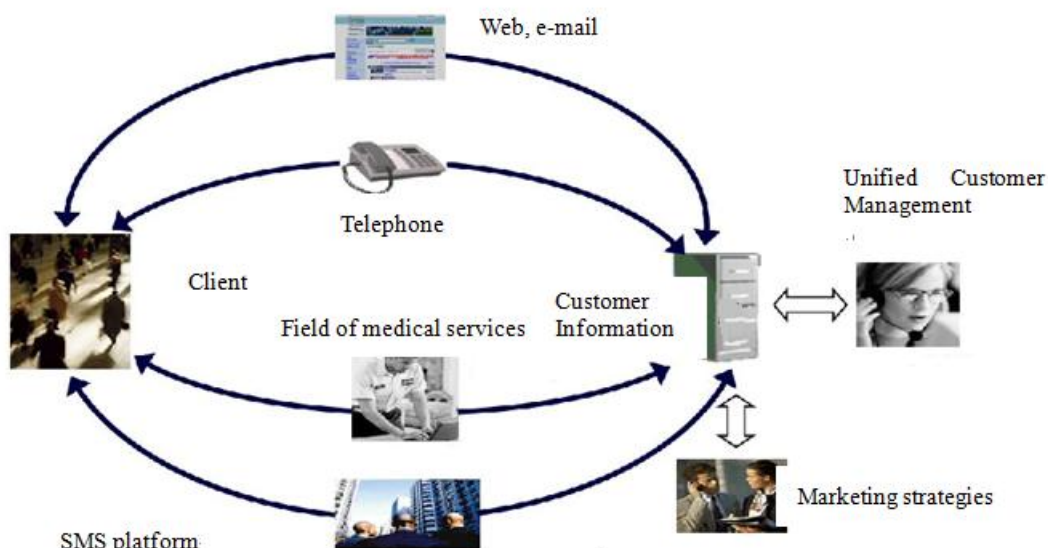 Web, e-mail
Telephone
Unified Customer
Management
Client
Customer
Information
Field of medical services
Marketing strategies
SMS platform